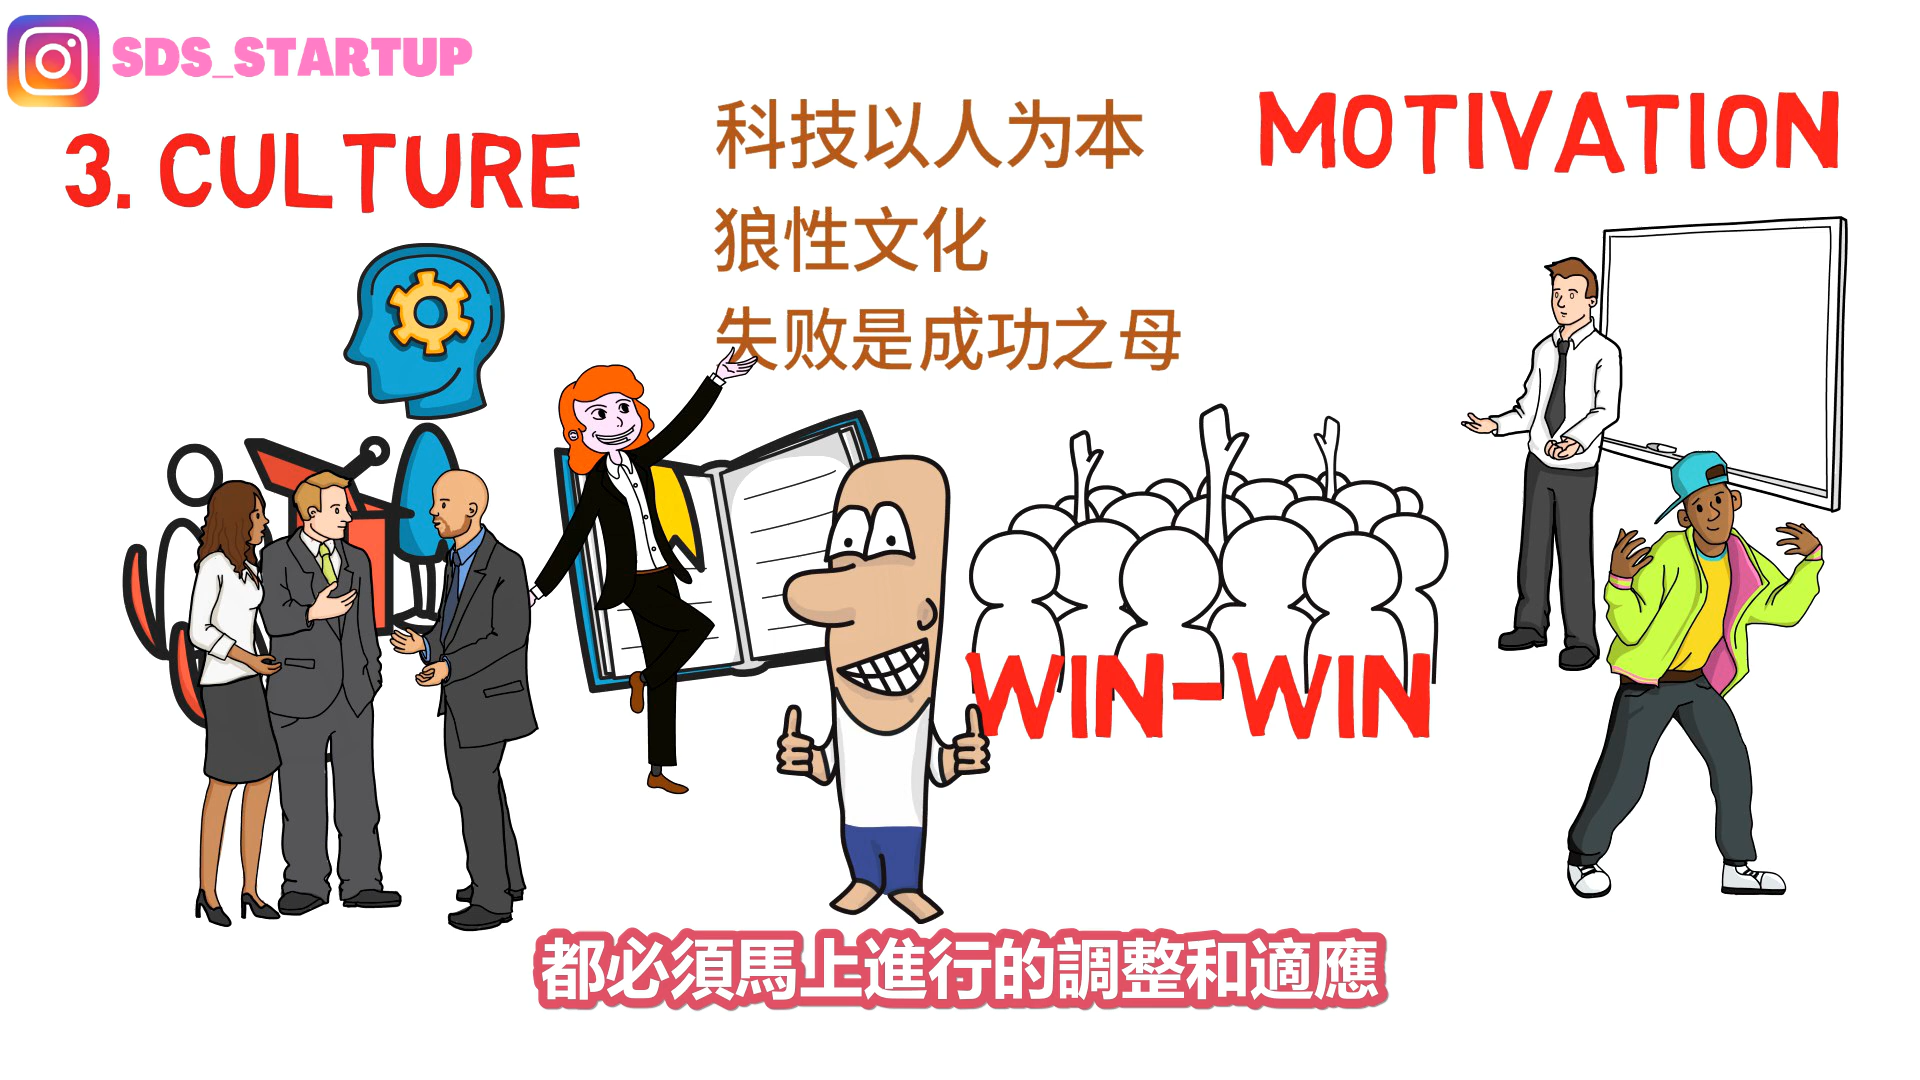 SDS_STARTUP
3. CULTURE
科技以人为本
狼性文化
失败是成功之母
MOTIVATION
WIN-WIN
都必須馬上進行的調整和適應